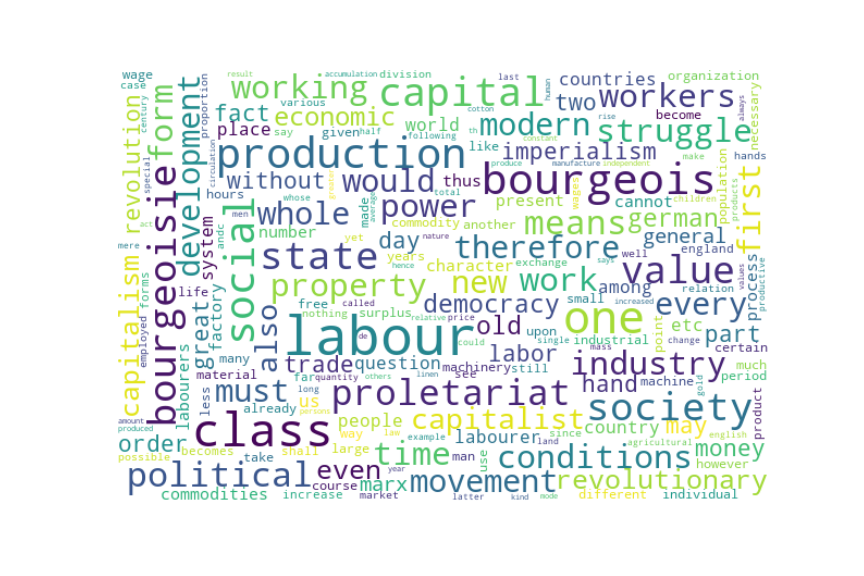 wage
case
result
accumulation
division
last
human
countries
organization
working
capital
workers
always
necessary
century
special
revolution
form
development
proportion
fact
various
economic
two
become
place
say
given
half
following
world
th
cotton
constant
rise
modern
struggle
like
make
circulation
production
greater
produce
manufacture
independent
imperialism
hands
without
would
thus
bourgeois
wages
cannot
children
population
products
first
hours
whose
present
act
mere
bourgeoisie
system
andc
men
social
whole
made
total
average
power
commodity
another
means
german
number
yet
day
nature
therefore
general
england
state
years
hence
character
exchange
says
well
among
value
values
relation
process
productive
capitalism
forms
employed
life
factory
great
also
property
new
work
free
called
surplus
relative
price
democracy
small
increased
every
nothing
de
could
upon
point
labour
old
single
industrial
mass
etc
change
part
certain
gold
labourers
many
material
trade
question
labor
machinery
still
industry
much
less
must
far
quantity
others
see
hand
machine
period
long
us
proletariat
society
product
amount
produced
class
already
linen
persons
people
capitalist
since
country
may
order
shall
way
law
example
labourer
land
agricultural
english
possible
becomes
take
large
even
time
man
use
conditions
money
however
political
course
year
marx
movement
revolutionary
commodities
increase
market
latter
kind
mode
different
individual